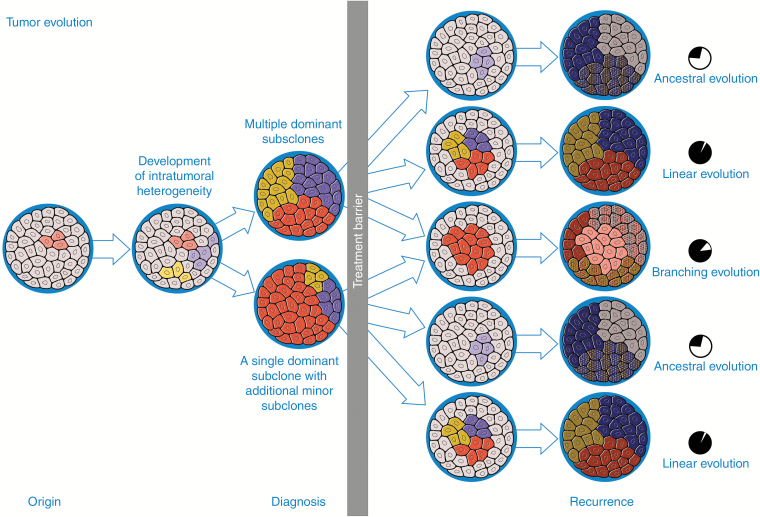 Tumor evolution
Multiple dominant
subsclones
Development
of intratumoral
heterogeneity
A single dominant
subclone with
additional minor
subclones
Treatment barrier
Ancestral evolution
Linear evolution
Branching evolution
Ancestral evolution
Linear evolution
Origin
Diagnosis
Recurrence